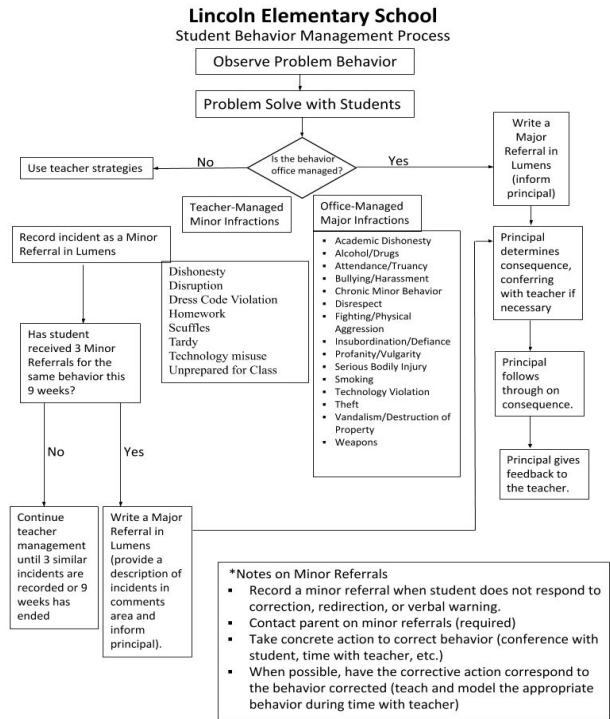 Lincoln Elementary School
Student Behavior Management Process
Observe Problem Behavior
Problem Solve with Students
Is the behavior
office managed?
No
Yes
Use teacher strategies
Write a
Major
Referral in
Lumens
(inform
principal)
Teacher-Managed
Minor Infractions
Office-Managed
Major Infractions
Record incident as a Minor
Referral in Lumens
Dishonesty
Disruption
Dress Code Violation
Homework
Scuffles
Tardy
Technology misuse
Unprepared for Class
▪ Academic Dishonesty
▪ Alcohol/Drugs
▪ Attendance/Truancy
▪ Bullying/Harassment
▪ Chronic Minor Behavior
▪ Disrespect
▪ Fighting/Physical
Aggression
▪ Insubordination/Defiance
▪ Profanity/Vulgarity
▪ Serious Bodily Injury
▪ Smoking
▪ Technology Violation
▪ Theft
▪ Vandalism/Destruction of
Property
▪ Weapons
Principal
determines
consequence,
conferring
with teacher if
necessary
Has student
received 3 Minor
Referrals for the
same behavior this
9 weeks?
Principal
follows
through on
consequence.
No
Yes
Principal gives
feedback to
the teacher.
Continue
teacher
management
until 3 similar
incidents are
recorded or 9
weeks has
ended
Write a Major
Referral in
Lumens
(provide a
description of
incidents in
comments
area and
inform
principal).
*Notes on Minor Referrals
▪ Record a minor referral when student does not respond to
correction, redirection, or verbal warning.
▪ Contact parent on minor referrals (required)
▪ Take concrete action to correct behavior (conference with
student, time with teacher, etc.)
▪ When possible, have the corrective action correspond to
the behavior corrected (teach and model the appropriate
behavior during time with teacher)